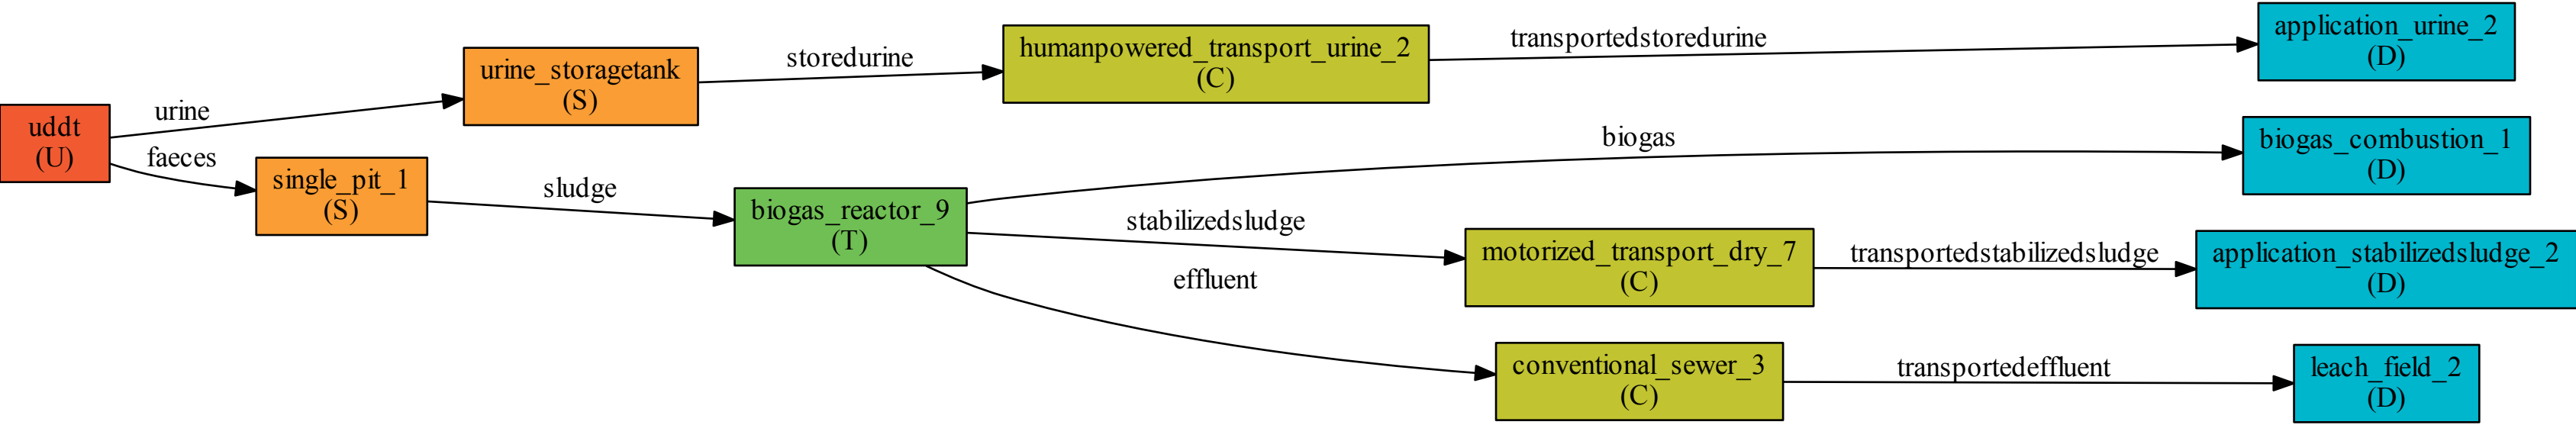 uddt
(U)
urine
faeces
urine_storagetank
(S)
storedurine
humanpowered_transport_urine_2
(C)
transportedstoredurine
application_urine_2
(D)
single_pit_1
(S)
sludge
biogas_reactor_9
(T)
biogas
biogas_combustion_1
(D)
stabilizedsludge
motorized_transport_dry_7
(C)
transportedstabilizedsludge
application_stabilizedsludge_2
(D)
effluent
conventional_sewer_3
(C)
transportedeffluent
leach_field_2
(D)